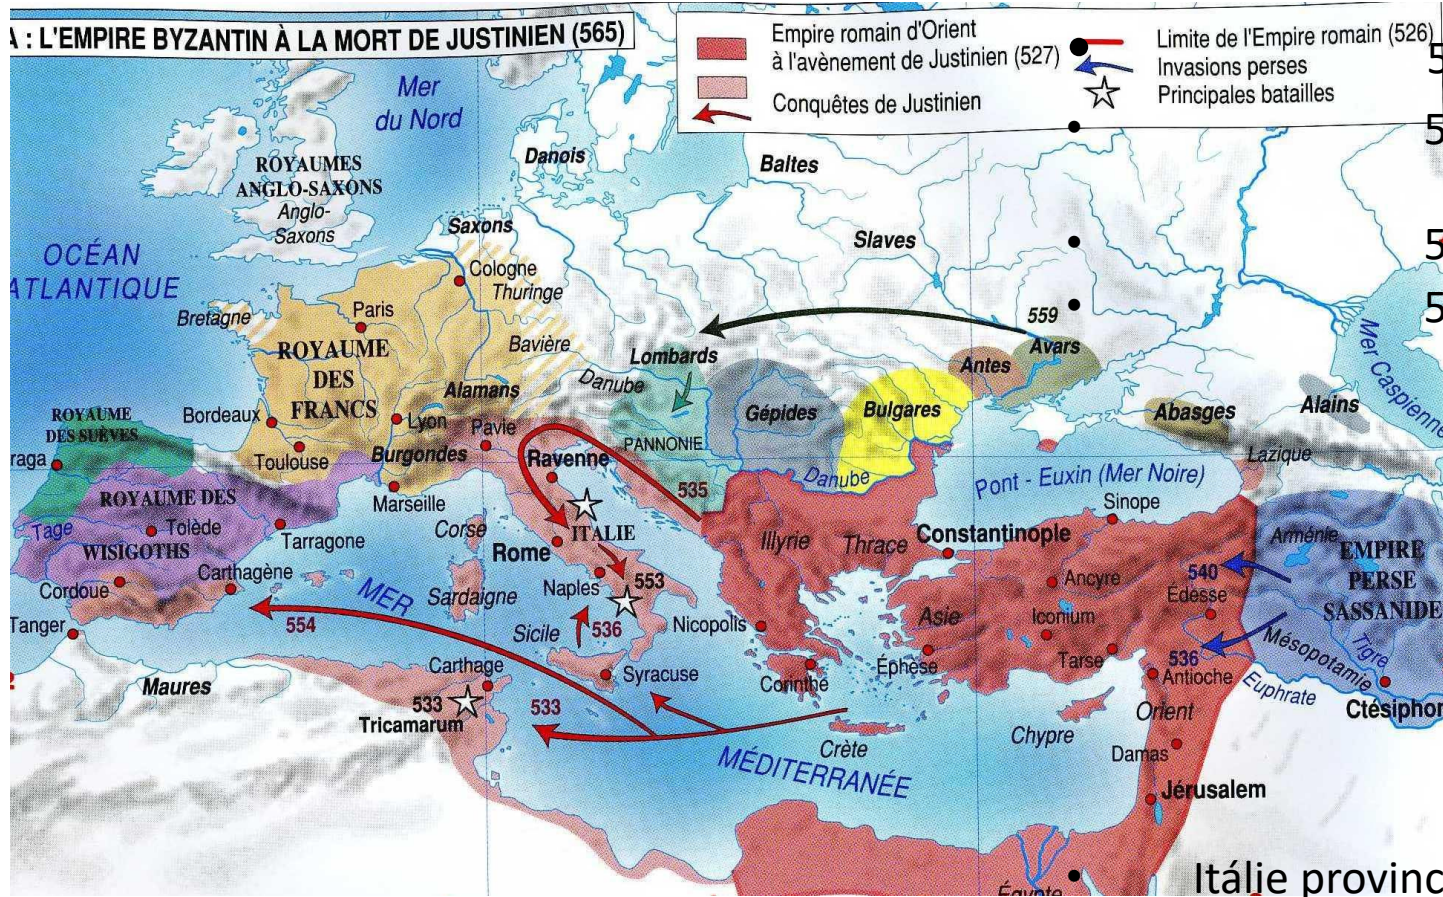 A : L'EMPIRE BYZANTIN À LA MORT DE JUSTINIEN (565)
Empire romain d'Orient
à l'avènement de Justinien (527)
Conquêtes de Justinien
Limite de l'Empire romain (526)
Invasions perses
Principales batailles
5
5
5
5
Mer
du Nord
ROYAUMES
ANGLO-SAXONS
Anglo-
Saxons
Danois
Baltes
Saxons
Slaves
OCÉAN
ATLANTIQUE
Cologne
Thuringe
Bretagne
Paris
559
Mer Caspienne
ROYAUME
DES
FRANCS
Bavière
Lombards
Avars
Antes
Danube
Alamans
ROYAUME
DES SUÈVES
Bordeaux
Lyon
Pavie
Gépides
Bulgares
Abasges
Alains
PANNONIE
raga
Toulouse
Burgondes
Ravenne
Danube
Lazique
Marseille
535
Pont - Euxin (Mer Noire)
ROYAUME DES
WISIGOTHS
Tage
Tolède
Tarragone
Corse
ITALIE
Rome
Illyrie
Thrace
Constantinople
Sinope
Arménie
EMPIRE
PERSE
SASSANIDE
Cordoue
Carthagène
MER
Sardaigne
Naples
553
Ancyre
540
Édesse
Asie
Iconium
Tanger
554
Sicile
536
Nicopolis
Mésopotamie
Tigre
Maures
Carthage
Syracuse
Corinthe
Éphèse
Tarse
536
Antioche
Euphrate
Ctésiphon
533
Tricamarum
533
Crète
Chypre
Orient
Damas
MÉDITERRANÉE
Jérusalem
Égypte
Itálie provinc